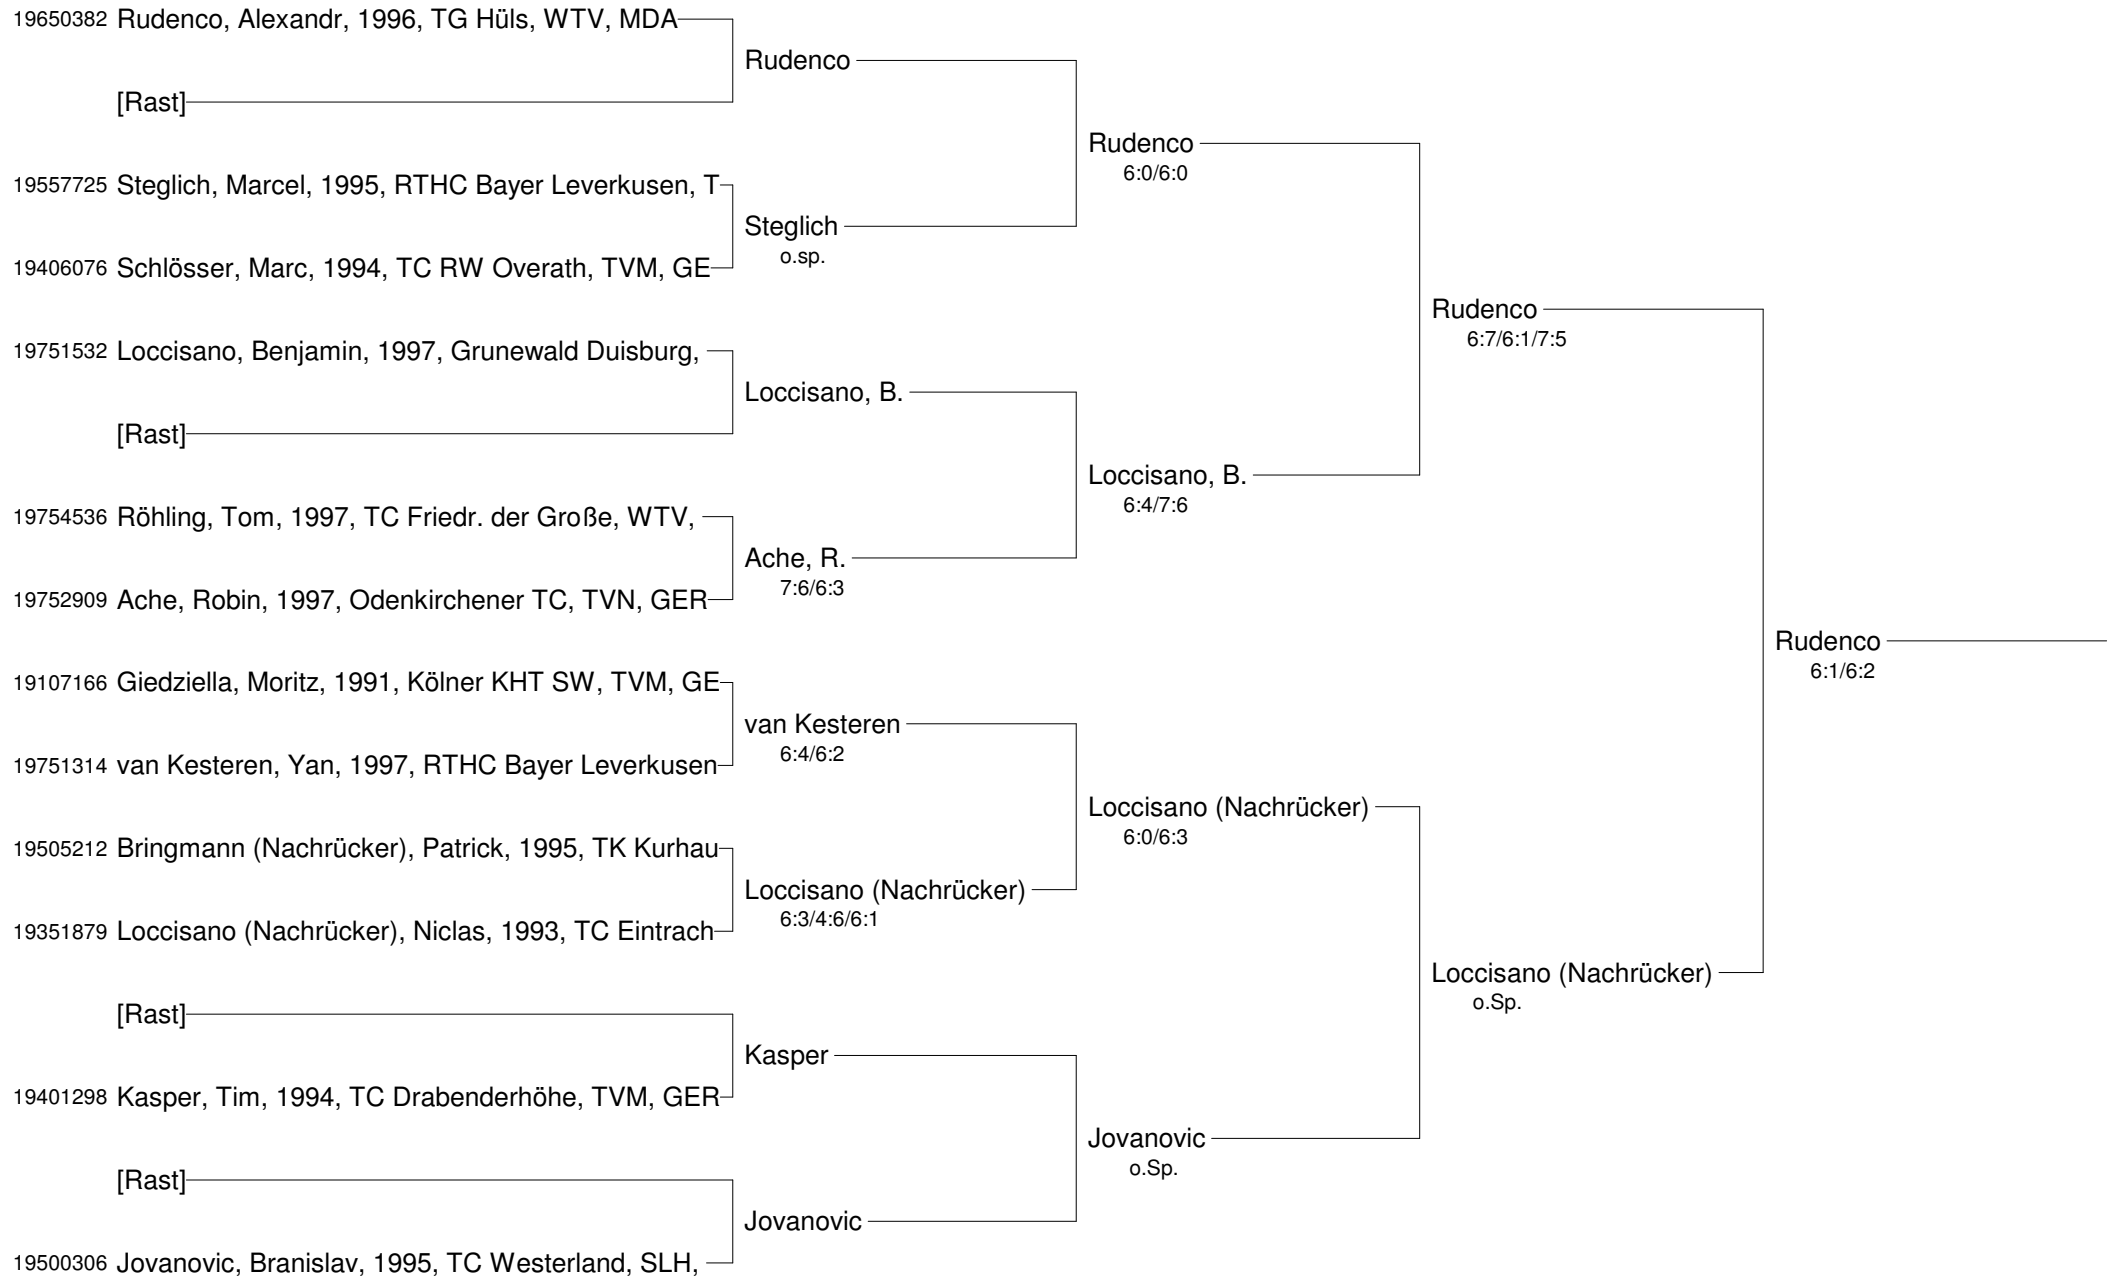 19650382 Rudenco, Alexandr, 1996, TG Hüls, WTV, MDA
Rudenco
[Rast]
Rudenco
6:0/6:0
19557725 Steglich, Marcel, 1995, RTHC Bayer Leverkusen, T
Steglich
o.sp.
19406076 Schlösser, Marc, 1994, TC RW Overath, TVM, GE
Rudenco
6:7/6:1/7:5
19751532 Loccisano, Benjamin, 1997, Grunewald Duisburg,
Loccisano, B.
[Rast]
Loccisano, B.
6:4/7:6
19754536 Röhling, Tom, 1997, TC Friedr. der Große, WTV,
Ache, R.
7:6/6:3
19752909 Ache, Robin, 1997, Odenkirchener TC, TVN, GER
Rudenco
6:1/6:2
19107166 Giedziella, Moritz, 1991, Kölner KHT SW, TVM, GE
van Kesteren
6:4/6:2
19751314 van Kesteren, Yan, 1997, RTHC Bayer Leverkusen
Loccisano (Nachrücker)
6:0/6:3
19505212 Bringmann (Nachrücker), Patrick, 1995, TK Kurhau
Loccisano (Nachrücker)
6:3/4:6/6:1
19351879 Loccisano (Nachrücker), Niclas, 1993, TC Eintrach
Loccisano (Nachrücker)
o.Sp.
[Rast]
Kasper
19401298 Kasper, Tim, 1994, TC Drabenderhöhe, TVM, GER
Jovanovic
o.Sp.
[Rast]
Jovanovic
19500306 Jovanovic, Branislav, 1995, TC Westerland, SLH,